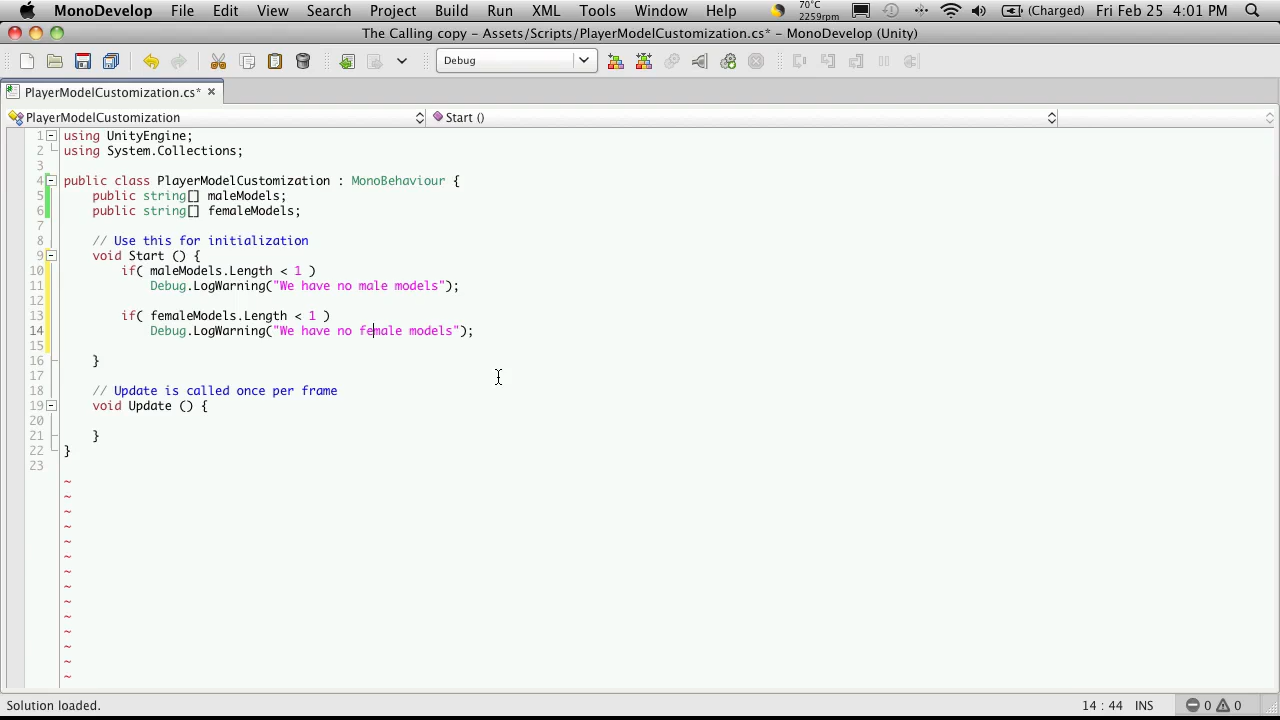 MonoDevelop File Edit View Search Project Build Run XML Tools Window Help 70°C 2259rpm (Charged) Fri Feb 25 4:01 PM
The Calling copy - Assets/Scripts/PlayerModelCustomization.cs* - MonoDevelop (Unity)
Debug
PlayerModelCustomization.cs*
PlayerModelCustomization Start ()
1 using UnityEngine;
2 using System.Collections;
3
4 public class PlayerModelCustomization : MonoBehaviour {
5 public string[] maleModels;
6 public string[] femaleModels;
7
8 // Use this for initialization
9 void Start () {
10 if( maleModels.Length < 1 )
11 Debug.LogWarning("We have no male models");
12
13 if( femaleModels.Length < 1 )
14 Debug.LogWarning("We have no female models");
15
16 }
17
18 // Update is called once per frame
19 void Update () {
20
21 }
22 }
23
~
~
~
~
~
~
~
~
~
~
~
~
~
~
Solution loaded. 14 : 44 INS 0 0